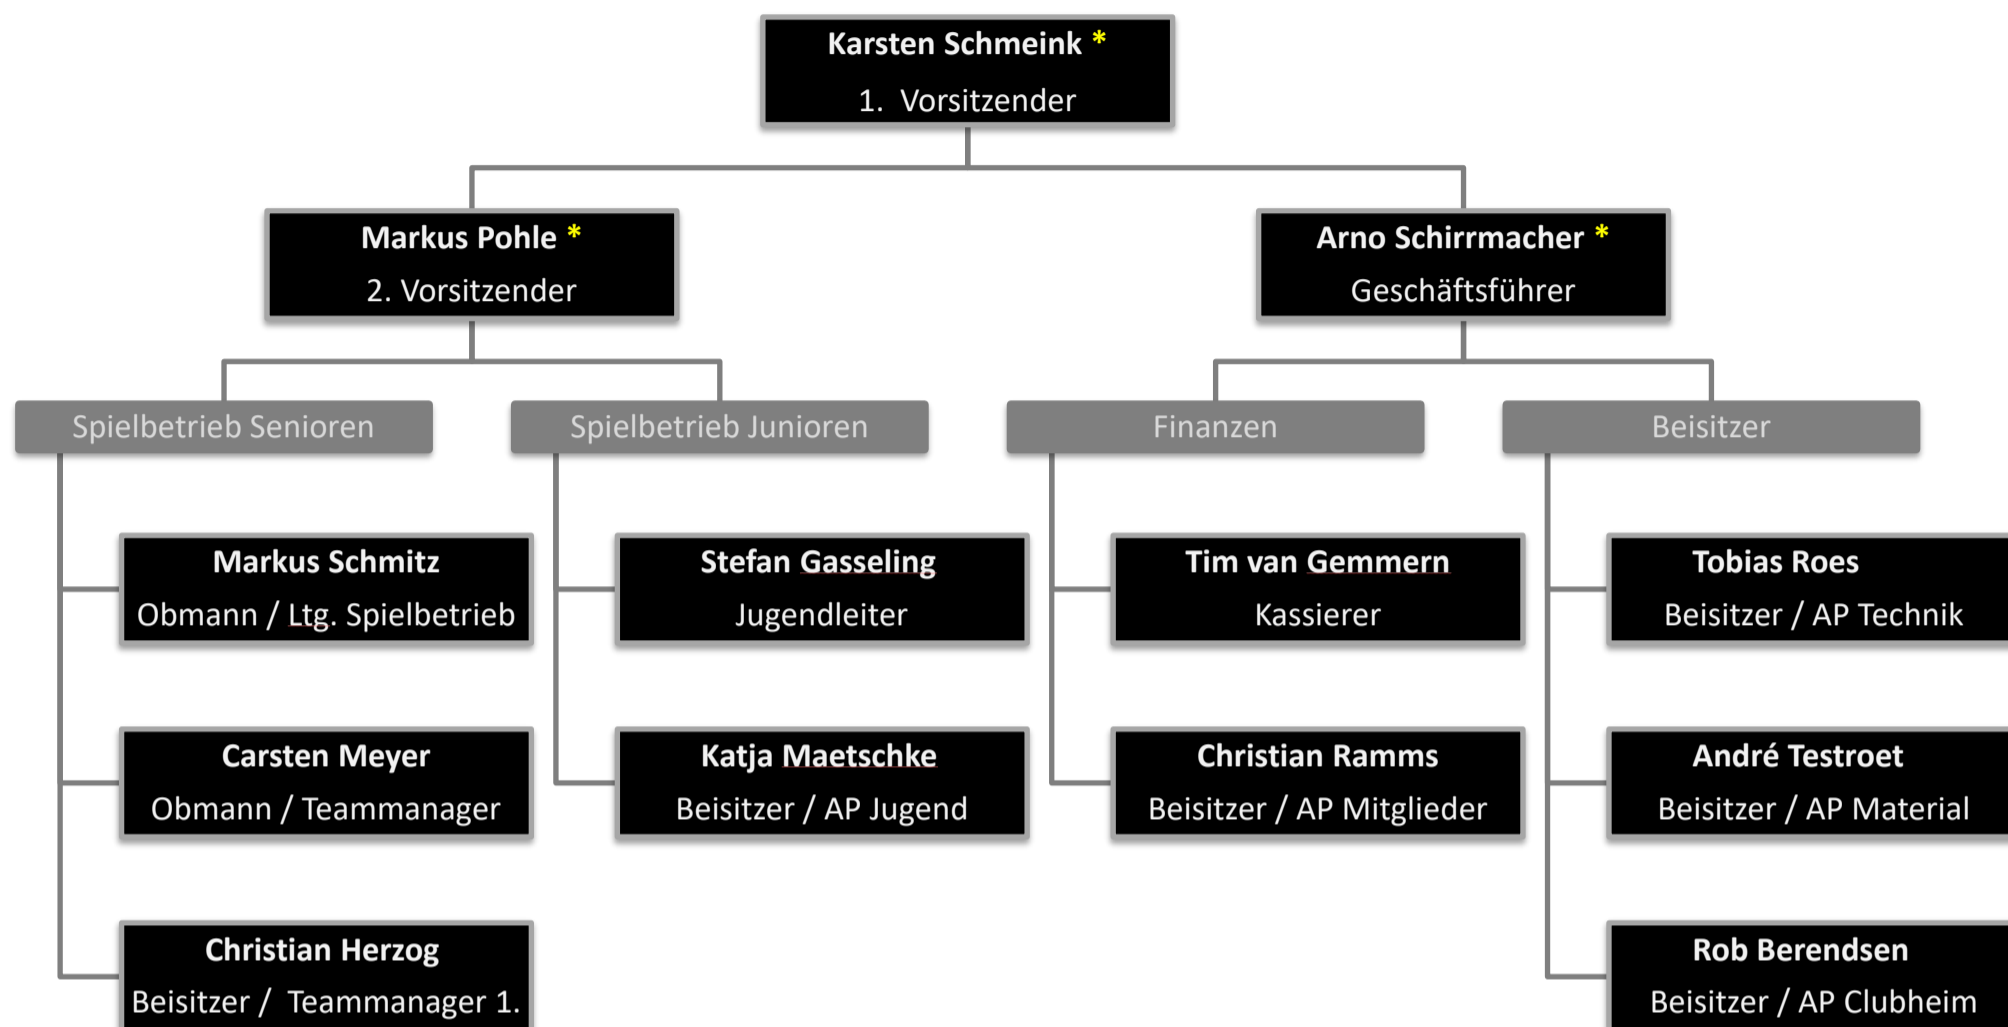 Karsten Schmeink *
1. Vorsitzender
Markus Pohle *
2. Vorsitzender
Arno Schirrmacher *
Geschäftsführer
Spielbetrieb Senioren
Spielbetrieb Junioren
Finanzen
Beisitzer
Markus Schmitz
Obmann / Ltg. Spielbetrieb
Stefan Gasseling
Jugendleiter
Tim van Gemmern
Kassierer
Tobias Roes
Beisitzer / AP Technik
Carsten Meyer
Obmann / Teammanager
Katja Maetschke
Beisitzer / AP Jugend
Christian Ramms
Beisitzer / AP Mitglieder
André Testroet
Beisitzer / AP Material
Christian Herzog
Beisitzer / Teammanager 1.
Rob Berendsen
Beisitzer / AP Clubheim